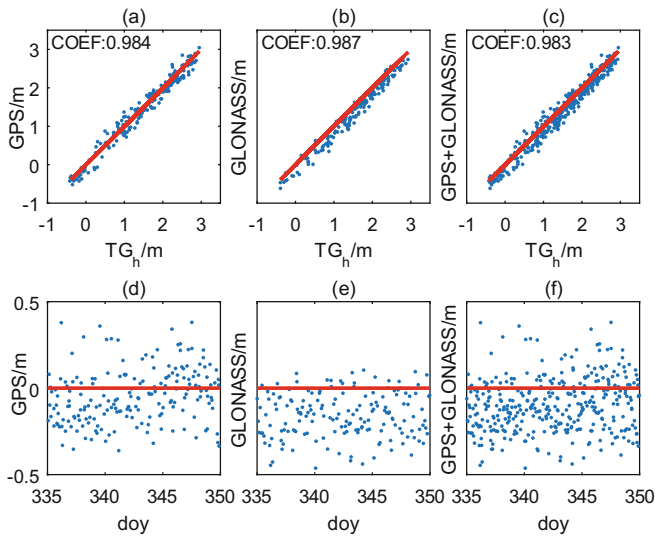 (a) (b) (c)
COEF:0.984 COEF:0.987 COEF:0.983
GPS/m GLONASS/m GPS+GLONASS/m
3
2
1
0
-1
-1 0 1 2 3 -1 0 1 2 3 -1 0 1 2 3
TG_h/m TG_h/m TG_h/m
(d) (e) (f)
GPS/m GLONASS/m GPS+GLONASS/m
0.5
0
-0.5
335 340 345 350 335 340 345 350 335 340 345 350
doy doy doy